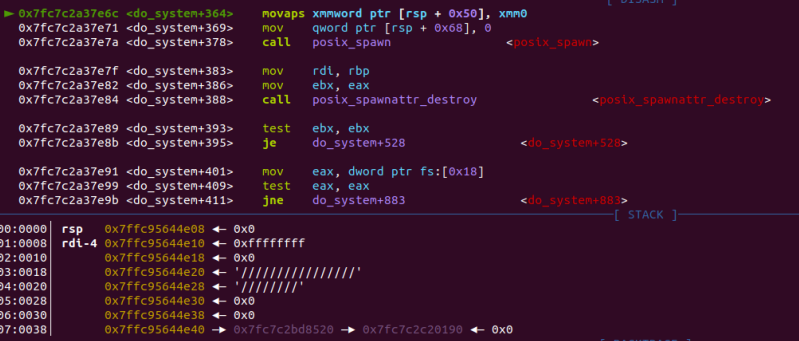 [ DISASM ]
► 0x7fc7c2a37e6c <do_system+364> movaps xmmword ptr [rsp + 0x50], xmm0
0x7fc7c2a37e71 <do_system+369> mov qword ptr [rsp + 0x68], 0
0x7fc7c2a37e7a <do_system+378> call posix_spawn <posix_spawn>
0x7fc7c2a37e7f <do_system+383> mov rdi, rbp
0x7fc7c2a37e82 <do_system+386> mov ebx, eax
0x7fc7c2a37e84 <do_system+388> call posix_spawnattr_destroy <posix_spawnattr_destroy>
0x7fc7c2a37e89 <do_system+393> test ebx, ebx
0x7fc7c2a37e8b <do_system+395> je do_system+528 <do_system+528>
0x7fc7c2a37e91 <do_system+401> mov eax, dword ptr fs:[0x18]
0x7fc7c2a37e99 <do_system+409> test eax, eax
0x7fc7c2a37e9b <do_system+411> jne do_system+883 <do_system+883>
[ STACK ]
00:0000│ rsp 0x7ffc95644e08 ◄— 0x0
01:0008│ rdi-4 0x7ffc95644e10 ◄— 0xffffffff
02:0010│ 0x7ffc95644e18 ◄— 0x0
03:0018│ 0x7ffc95644e20 ◄— '////////////////'
04:0020│ 0x7ffc95644e28 ◄— '////////'
05:0028│ 0x7ffc95644e30 ◄— 0x0
06:0030│ 0x7ffc95644e38 ◄— 0x0
07:0038│ 0x7ffc95644e40 —► 0x7fc7c2bd8520 —► 0x7fc7c2c20190 ◄— 0x0